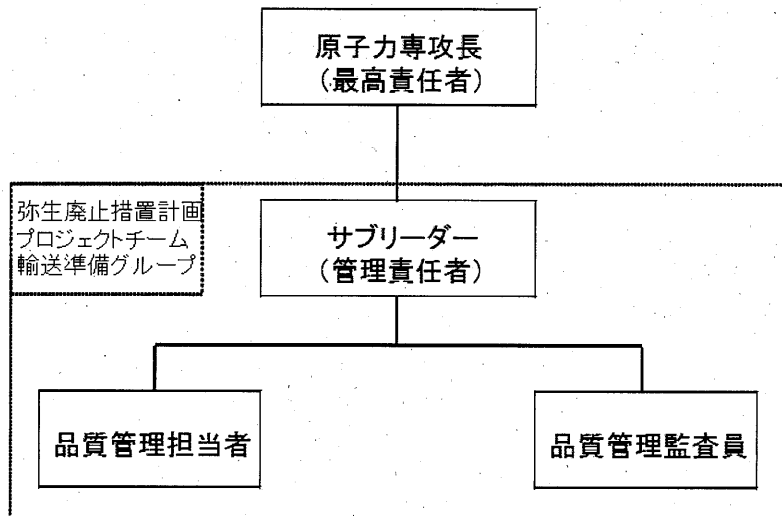 原子力専攻長
(最高責任者)
弥生廃止措置計画
プロジェクトチーム
輸送準備グループ
サブリーダー
(管理責任者)
品質管理担当者
品質管理監査員